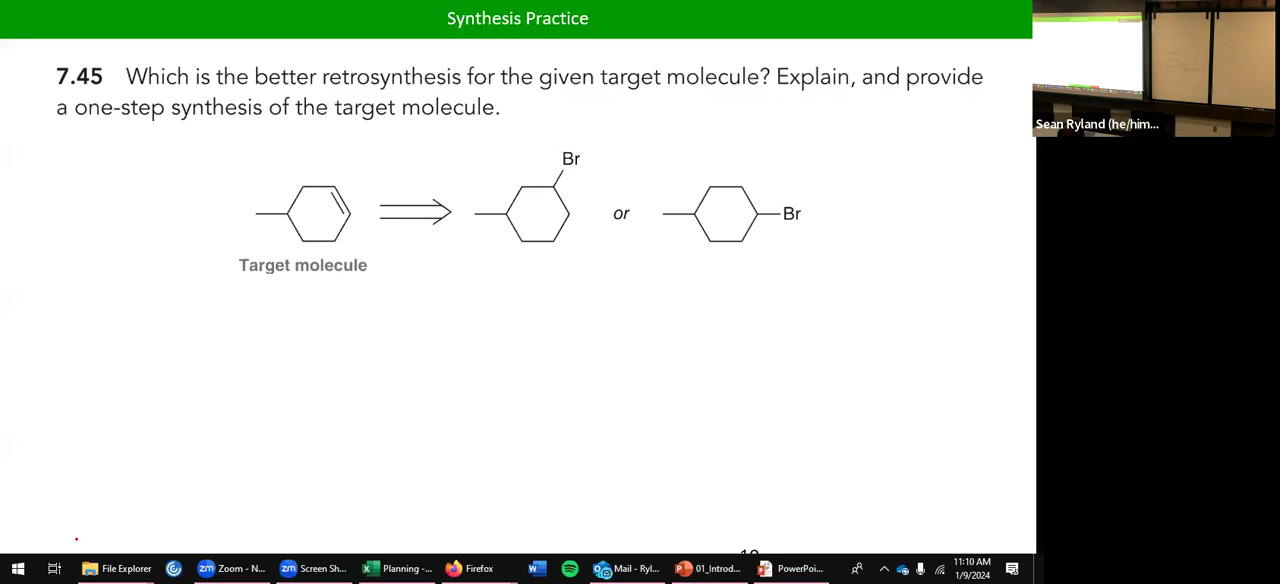 Synthesis Practice
7.45 Which is the better retrosynthesis for the given target molecule? Explain, and provide
a one-step synthesis of the target molecule.
Br
or
Br
Target molecule
Sean Ryland (he/him...
File Explorer
Zoom - N...
Screen Sh...
Planning -...
Firefox
Mail - Ryl...
01_Introd...
PowerPoi...
11:10 AM
1/9/2024